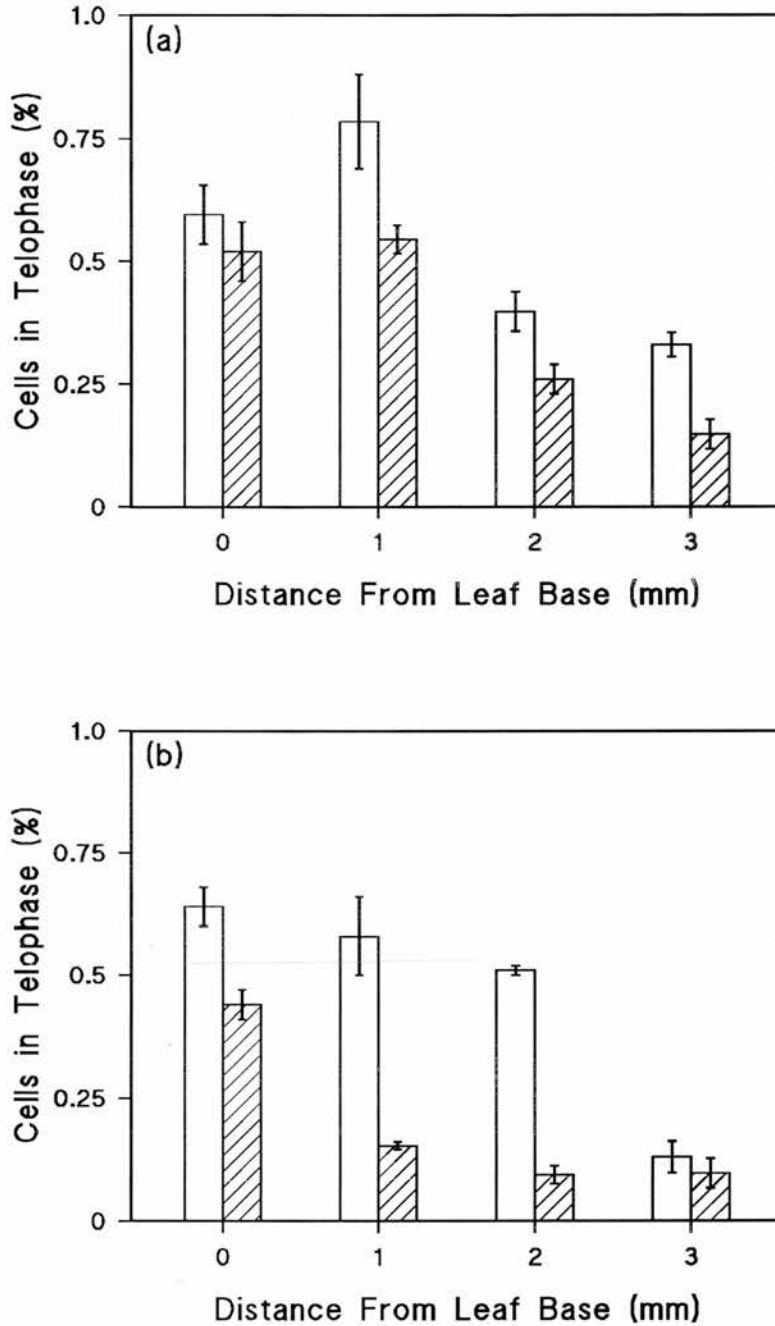 (a)
Cells in Telophase (%)
1.0
0.75
0.5
0.25
0
0 1 2 3
Distance From Leaf Base (mm)
(b)
Cells in Telophase (%)
1.0
0.75
0.5
0.25
0
0 1 2 3
Distance From Leaf Base (mm)